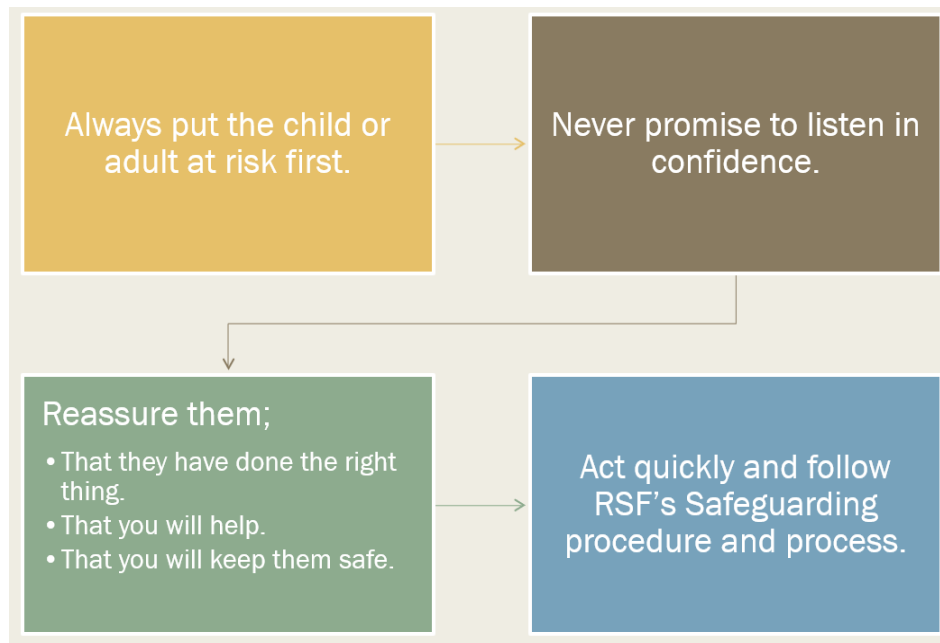 Always put the child or
adult at risk first.
Never promise to listen in
confidence.
Reassure them;
• That they have done the right
thing.
• That you will help.
• That you will keep them safe.
Act quickly and follow
RSF's Safeguarding
procedure and process.